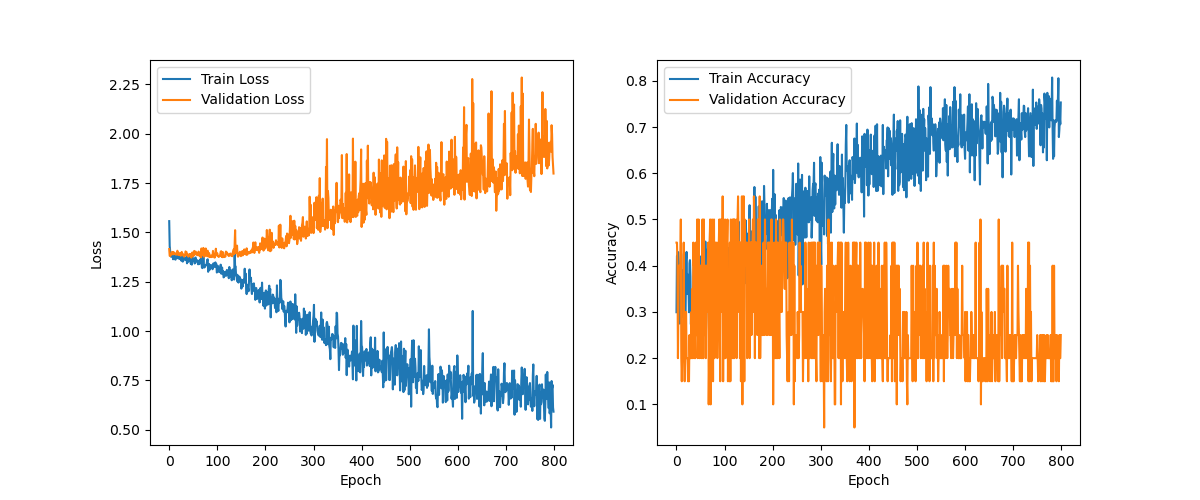 Train Loss
Validation Loss
2.25
2.00
1.75
1.50
1.25
1.00
0.75
0.50
Loss
0 100 200 300 400 500 600 700 800
Epoch
Train Accuracy
Validation Accuracy
0.8
0.7
0.6
0.5
0.4
0.3
0.2
0.1
Accuracy
0 100 200 300 400 500 600 700 800
Epoch